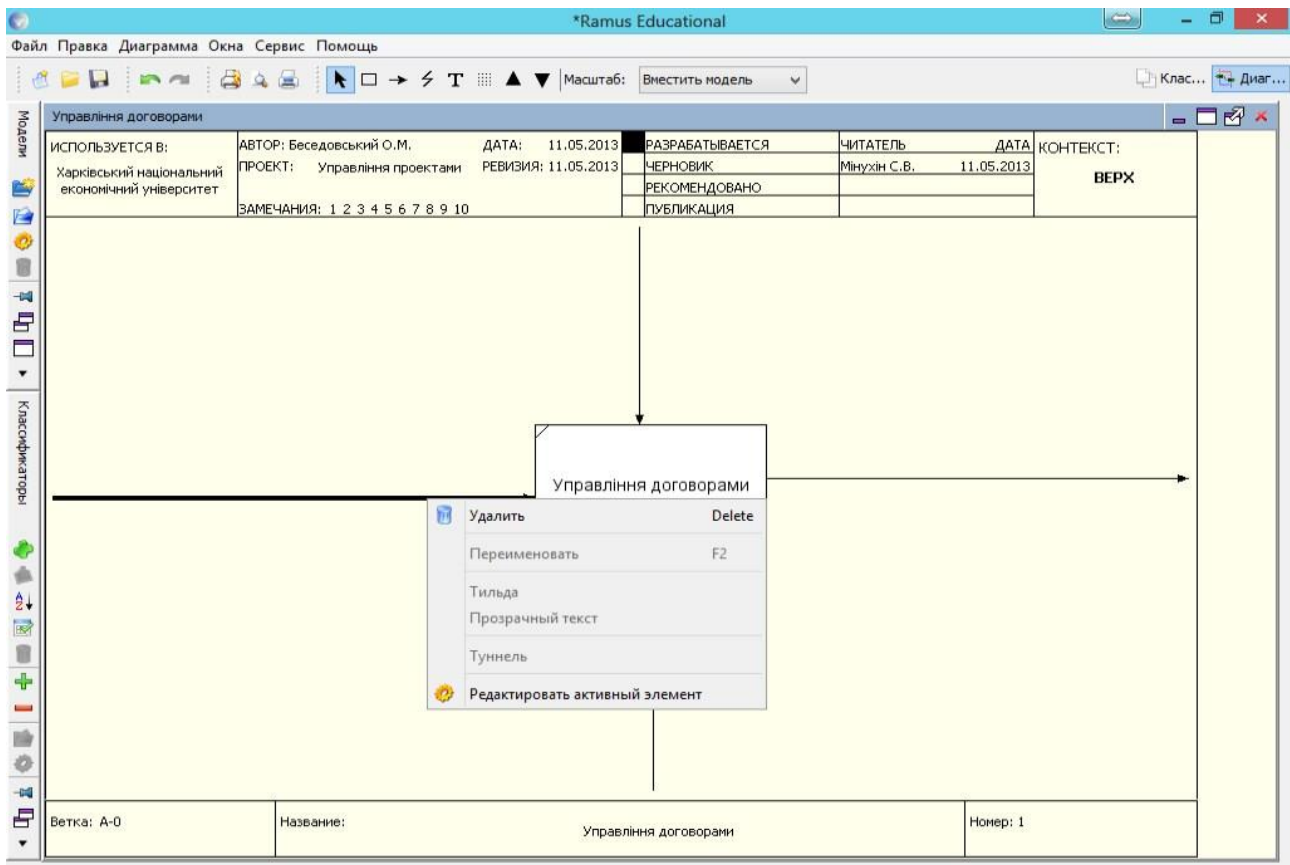 *Ramus Educational
Файл Правка Диаграмма Окна Сервис Помощь
Масштаб: Вместить модель Клас... Диаг...
Модели
Классификаторы
Управління договорами
ИСПОЛЬЗУЕТСЯ В:
Харківський національний
економічний університет
АВТОР: Беседовський О.М. ДАТА: 11.05.2013
ПРОЕКТ: Управління проектами РЕВИЗИЯ: 11.05.2013
ЗАМЕЧАНИЯ: 1 2 3 4 5 6 7 8 9 10
РАЗРАБАТЫВАЕТСЯ
ЧЕРНОВИК
РЕКОМЕНДОВАНО
ПУБЛИКАЦИЯ
ЧИТАТЕЛЬ ДАТА
Мінухін С.В. 11.05.2013
КОНТЕКСТ:
ВЕРХ
Управління договорами
Удалить Delete
Переименовать F2
Тильда
Прозрачный текст
Туннель
Редактировать активный элемент
Ветка: A-0 Название: Управління договорами Номер: 1